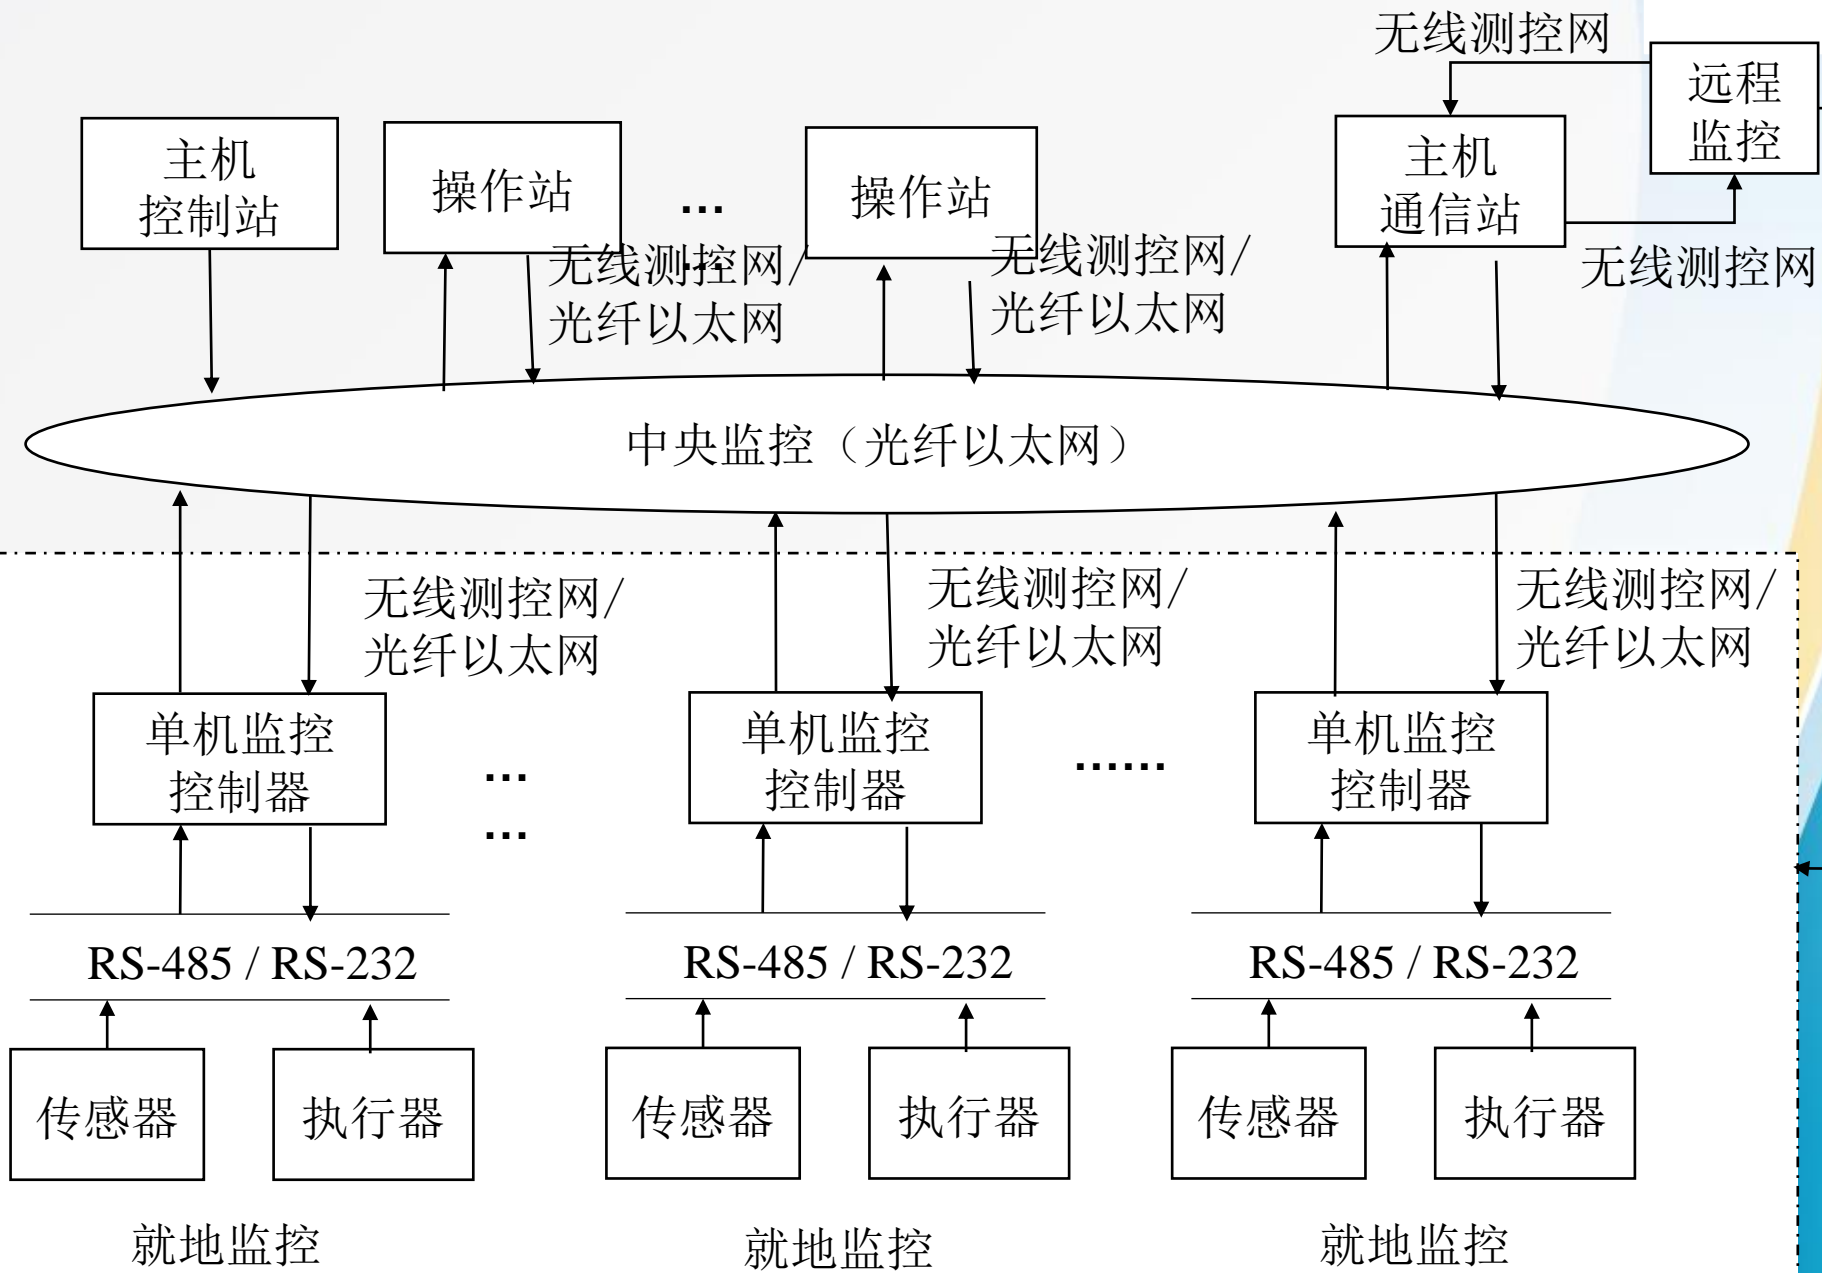 无线测控网
远程
监控
主机
控制站
操作站
...
...
操作站
主机
通信站
无线测控网/
光纤以太网
无线测控网/
光纤以太网
无线测控网
中央监控（光纤以太网）
无线测控网/
光纤以太网
无线测控网/
光纤以太网
无线测控网/
光纤以太网
单机监控
控制器
...
...
单机监控
控制器
......
单机监控
控制器
RS-485 / RS-232
RS-485 / RS-232
RS-485 / RS-232
传感器
执行器
传感器
执行器
传感器
执行器
就地监控
就地监控
就地监控